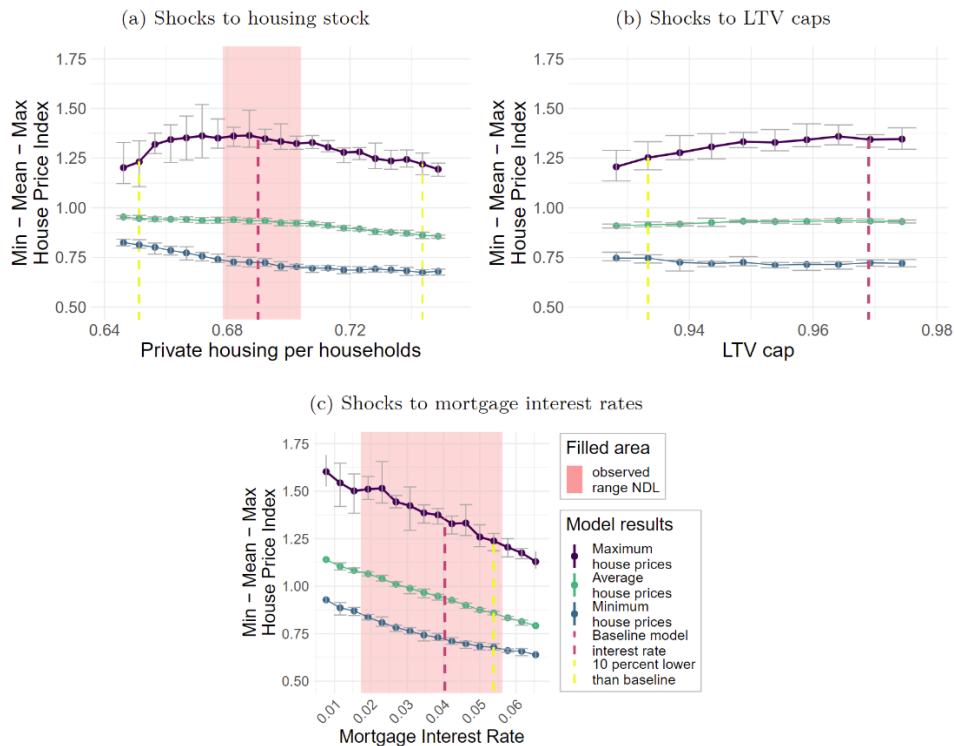 (a) Shocks to housing stock
(b) Shocks to LTV caps
Min − Mean − Max
House Price Index
1.75
1.50
1.25
1.00
0.75
0.50
0.64
0.68
0.72
Private housing per households
Min − Mean − Max
House Price Index
1.75
1.50
1.25
1.00
0.75
0.50
0.94
0.96
0.98
LTV cap
(c) Shocks to mortgage interest rates
Min − Mean − Max
House Price Index
1.75
1.50
1.25
1.00
0.75
0.50
0.01
0.02
0.03
0.04
0.05
0.06
Mortgage Interest Rate
Filled area
observed
range NDL
Model results
Maximum
house prices
Average
house prices
Minimum
house prices
Baseline model
interest rate
10 percent lower
than baseline